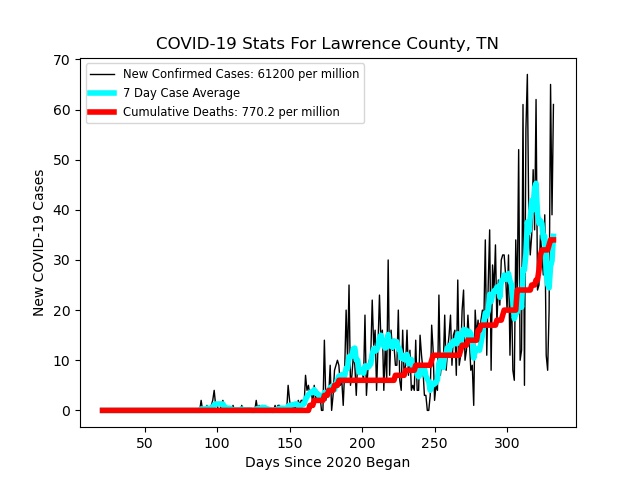 COVID-19 Stats For Lawrence County, TN
New Confirmed Cases: 61200 per million
7 Day Case Average
Cumulative Deaths: 770.2 per million
New COVID-19 Cases
70
60
50
40
30
20
10
0
50 100 150 200 250 300
Days Since 2020 Began